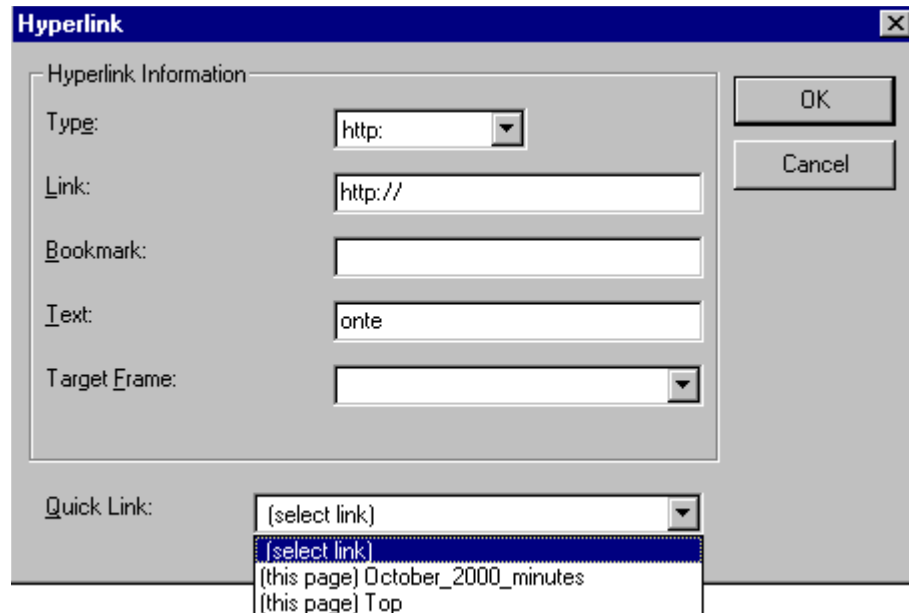 Hyperlink
Hyperlink Information
Type: http:
OK
Link: http://
Cancel
Bookmark:
Text: onte
Target Frame:
Quick Link: (select link)
(select link)
(this page) October_2000_minutes
(this page) Top